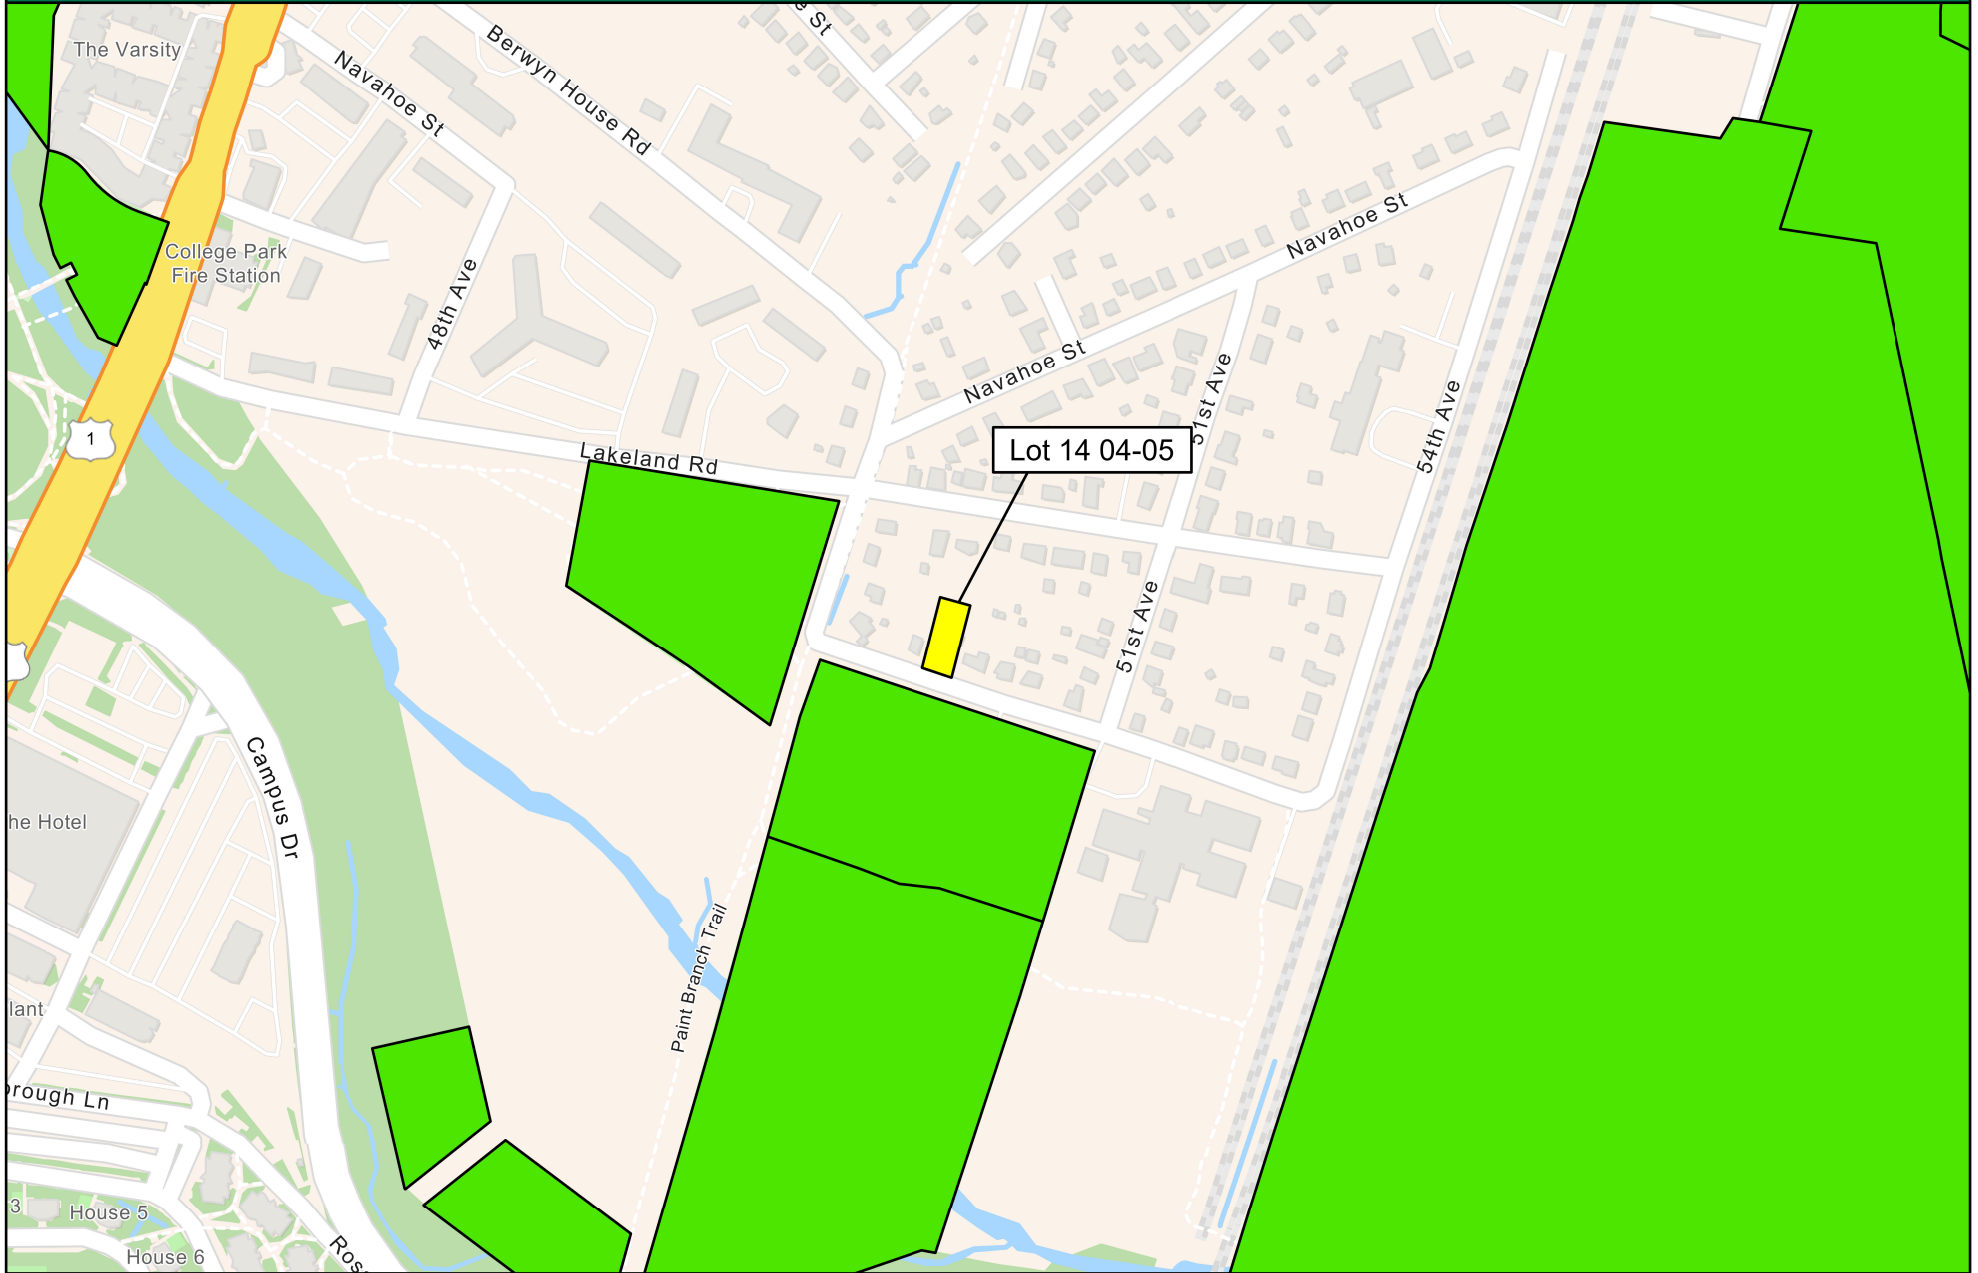 The Varsity
Navahoe St
Berwyn House Rd
e St
College Park
Fire Station
48th Ave
Navahoe St
Navahoe St
51st Ave
54th Ave
1
Lakeland Rd
Lot 14 04-05
51st Ave
Campus Dr
he Hotel
Paint Branch Trail
lant
orough Ln
3
House 5
House 6
Ros